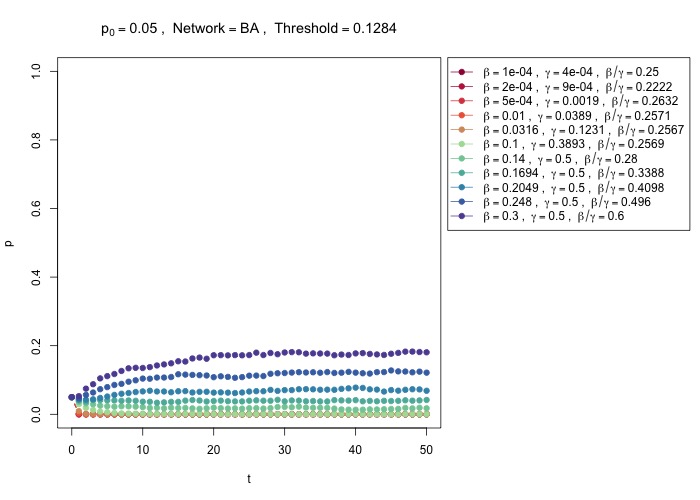 p0 = 0.05 , Network = BA , Threshold = 0.1284
β = 1e-04 , γ = 4e-04 , β/γ = 0.25
β = 2e-04 , γ = 9e-04 , β/γ = 0.2222
β = 5e-04 , γ = 0.0019 , β/γ = 0.2632
β = 0.01 , γ = 0.0389 , β/γ = 0.2571
β = 0.0316 , γ = 0.1231 , β/γ = 0.2567
β = 0.1 , γ = 0.3893 , β/γ = 0.2569
β = 0.14 , γ = 0.5 , β/γ = 0.28
β = 0.1694 , γ = 0.5 , β/γ = 0.3388
β = 0.2049 , γ = 0.5 , β/γ = 0.4098
β = 0.248 , γ = 0.5 , β/γ = 0.496
β = 0.3 , γ = 0.5 , β/γ = 0.6
p
1.0
0.8
0.6
0.4
0.2
0.0
0 10 20 30 40 50
t